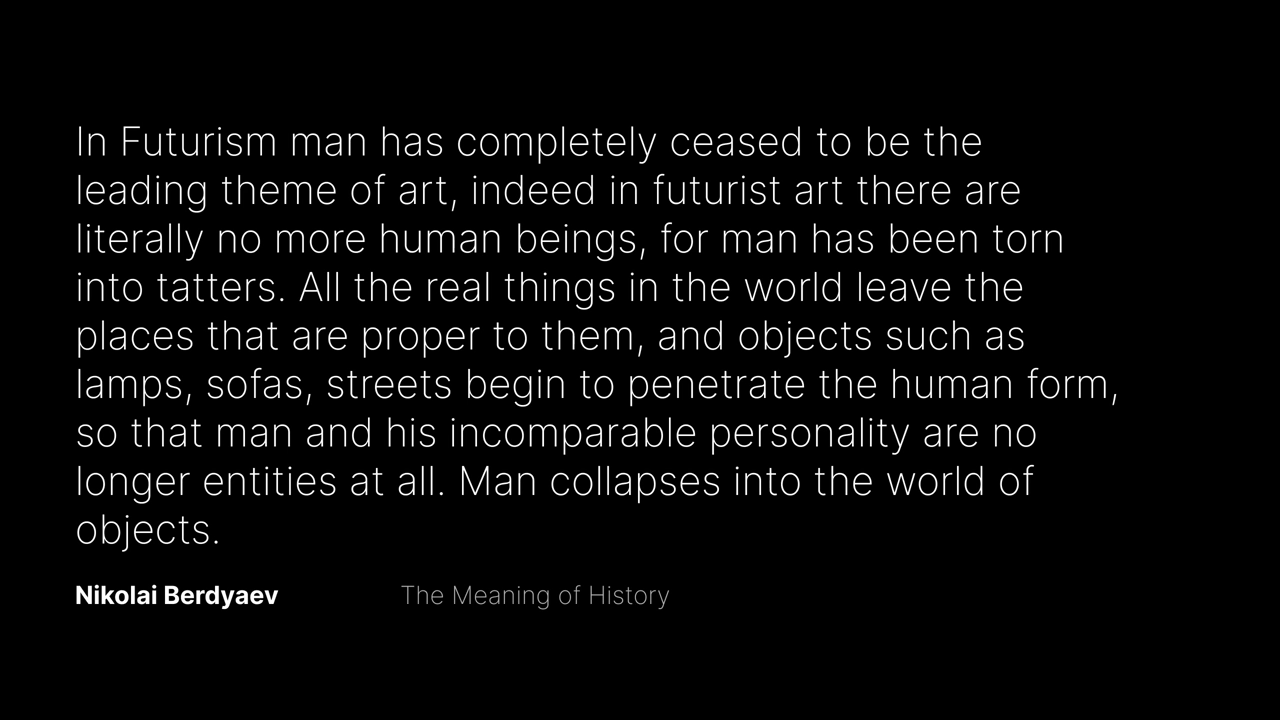 In Futurism man has completely ceased to be the
leading theme of art, indeed in futurist art there are
literally no more human beings, for man has been torn
into tatters. All the real things in the world leave the
places that are proper to them, and objects such as
lamps, sofas, streets begin to penetrate the human form,
so that man and his incomparable personality are no
longer entities at all. Man collapses into the world of
objects.
Nikolai Berdyaev The Meaning of History